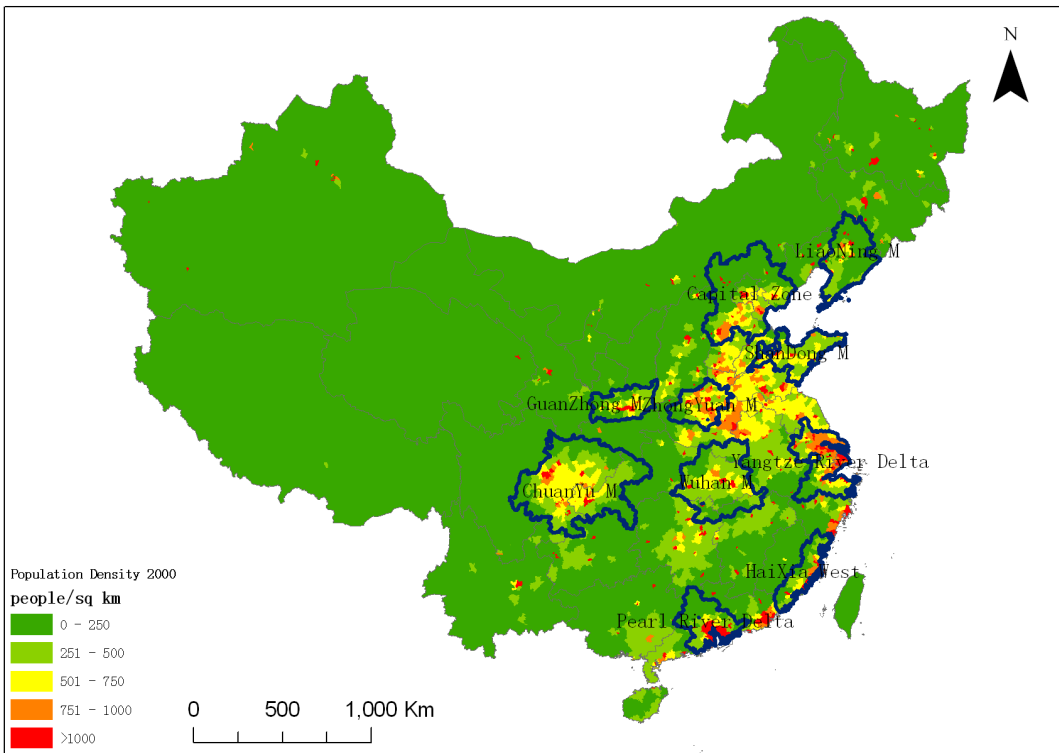 N
LiaoNing M
Capital Zone
ShanDong M
GuanZhong M
ZhongYuan M
Yangtze River Delta
ChuanYu M
Wuhan M
HaiXia West
Pearl River Delta
Population Density 2000
people/sq km
0 - 250
251 - 500
501 - 750
751 - 1000
>1000
0 500 1,000 Km